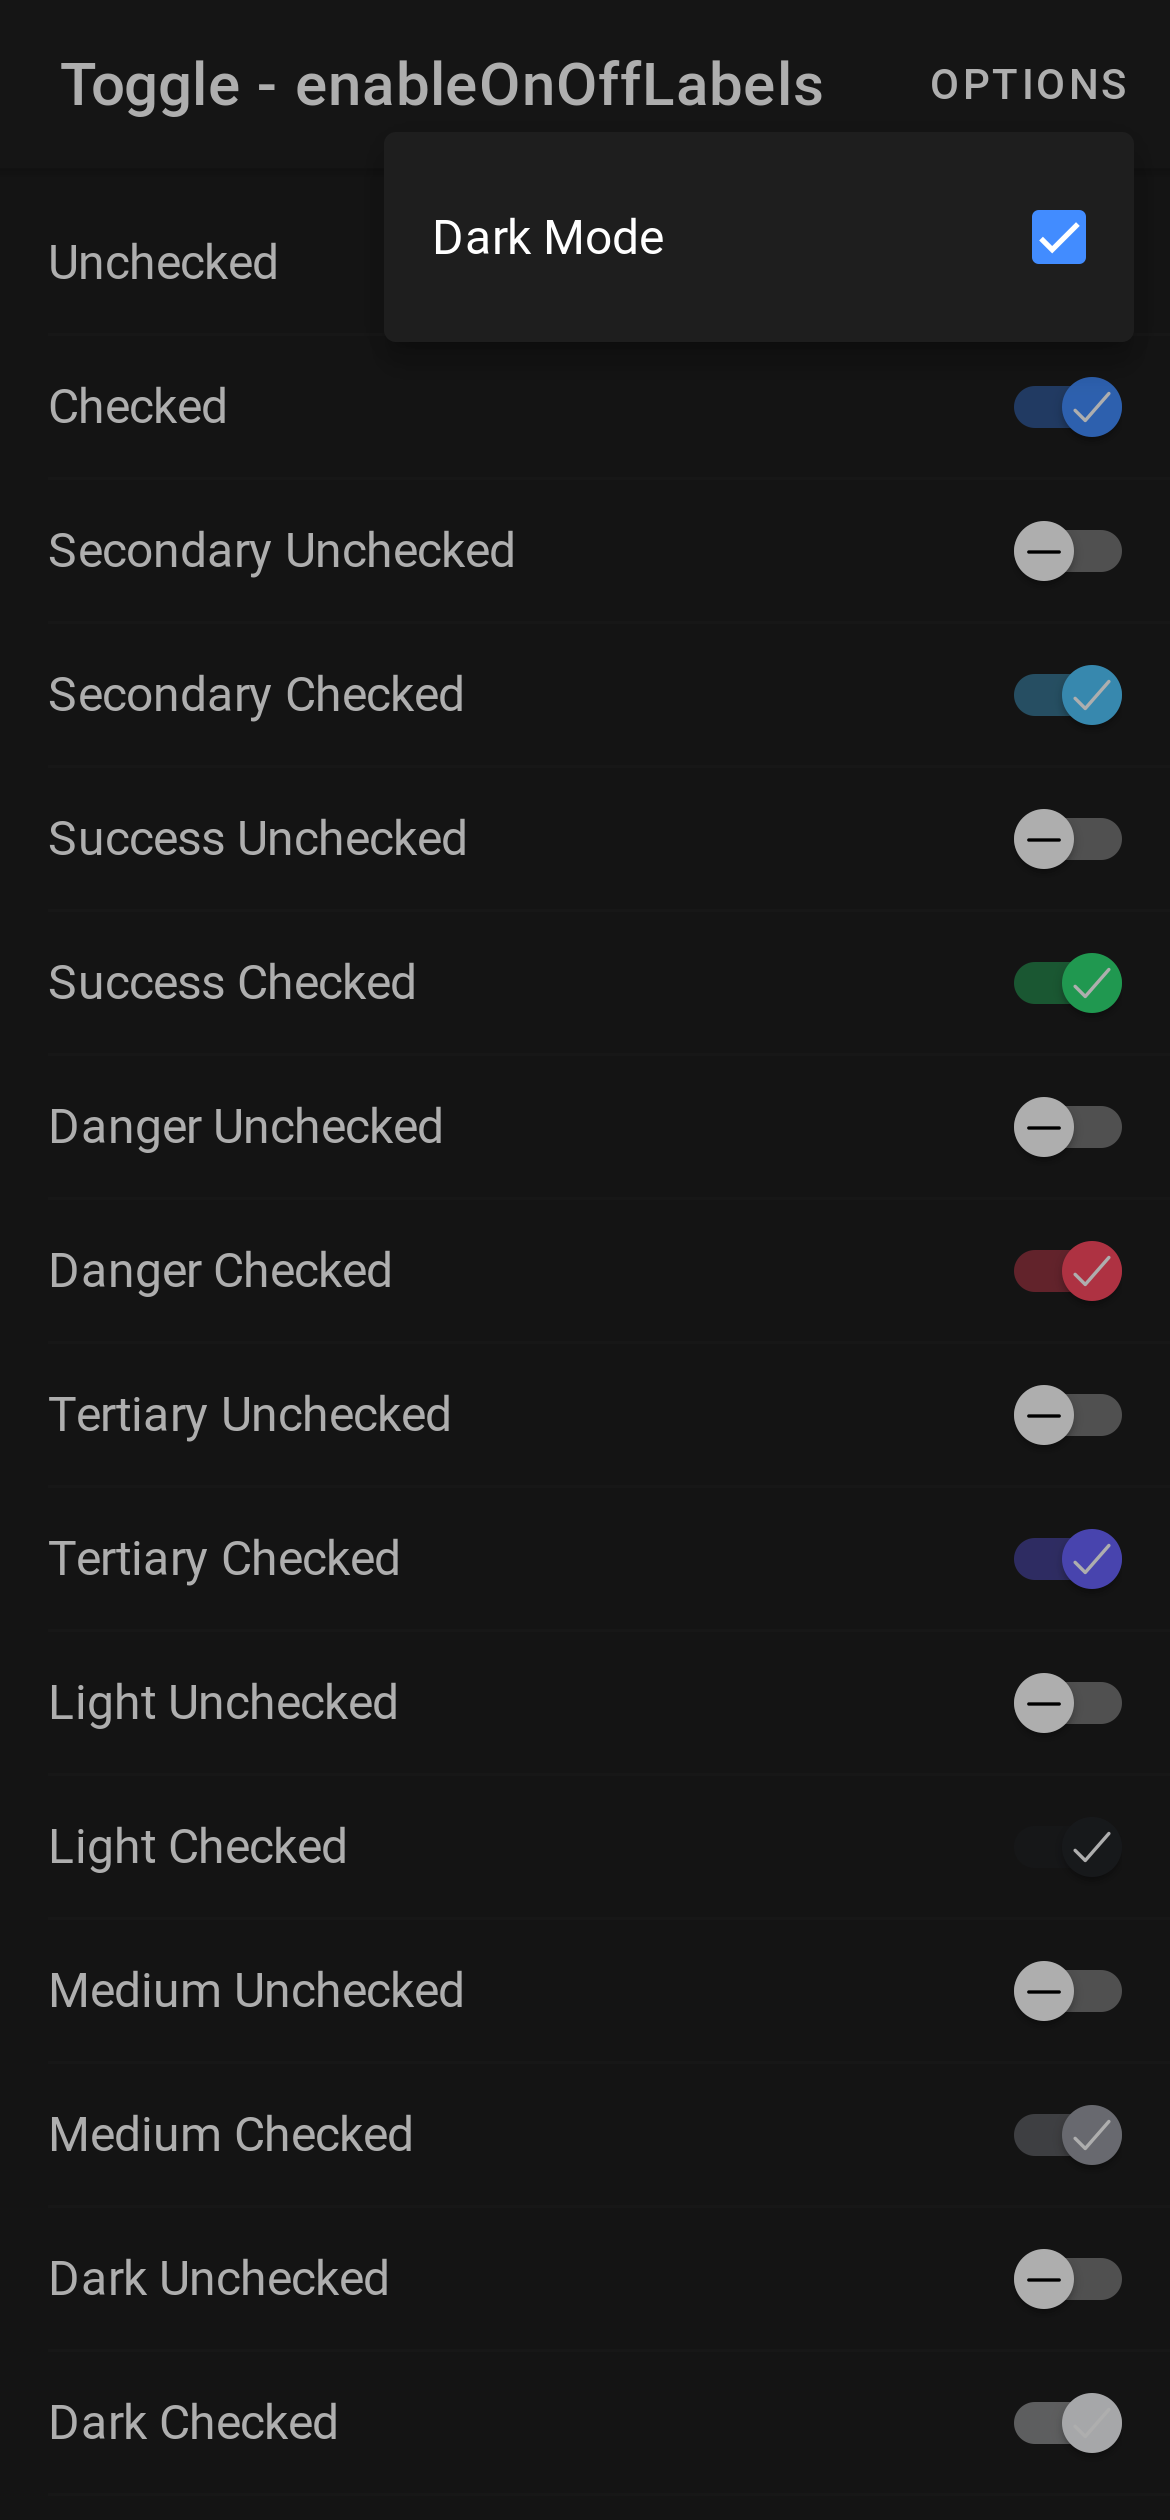 Toggle - enableOnOffLabels
OPTIONS
Dark Mode
Unchecked
Checked
Secondary Unchecked
Secondary Checked
Success Unchecked
Success Checked
Danger Unchecked
Danger Checked
Tertiary Unchecked
Tertiary Checked
Light Unchecked
Light Checked
Medium Unchecked
Medium Checked
Dark Unchecked
Dark Checked